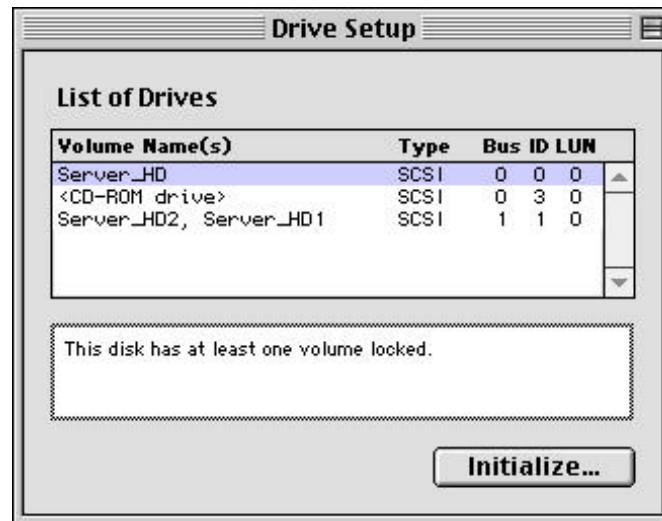 Drive Setup
List of Drives
Volume Name(s) Type Bus ID LUN
Server_HD SCSI 0 0 0
<CD-ROM drive> SCSI 0 3 0
Server_HD2, Server_HD1 SCSI 1 1 0
This disk has at least one volume locked.
Initialize...